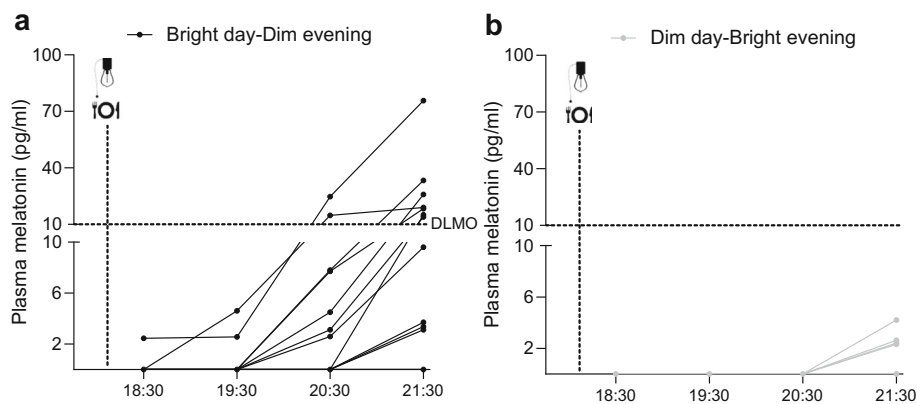 a
Bright day-Dim evening
Plasma melatonin (pg/ml)
100
70
40
10
DLMO
10
6
2
18:30 19:30 20:30 21:30
b
Dim day-Bright evening
Plasma melatonin (pg/ml)
100
70
40
10
10
6
2
18:30 19:30 20:30 21:30